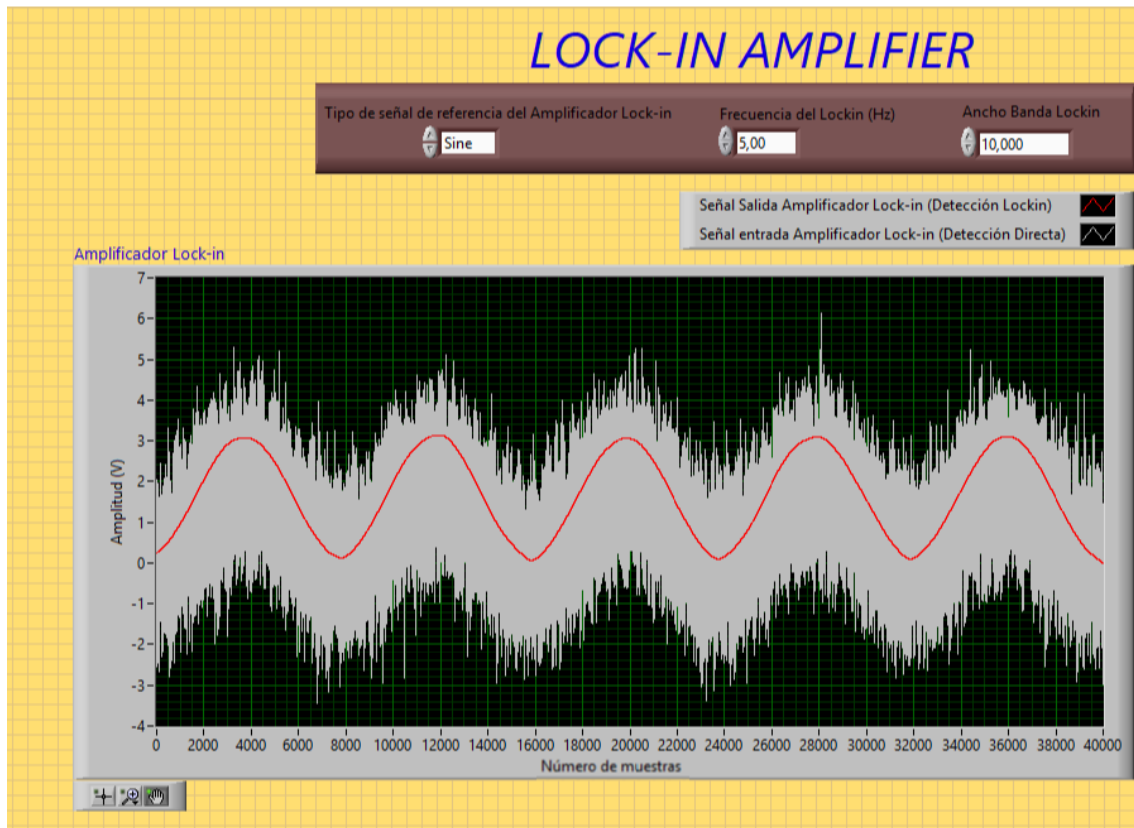 LOCK-IN AMPLIFIER
Tipo de señal de referencia del Amplificador Lock-in
Sine
Frecuencia del Lockin (Hz)
5,00
Ancho Banda Lockin
10,000
Señal Salida Amplificador Lock-in (Detección Lockin)
Señal entrada Amplificador Lock-in (Detección Directa)
Amplificador Lock-in
7
6
5
4
3
2
1
0
-1
-2
-3
-4
Amplitud (V)
0 2000 4000 6000 8000 10000 12000 14000 16000 18000 20000 22000 24000 26000 28000 30000 32000 34000 36000 38000 40000
Número de muestras